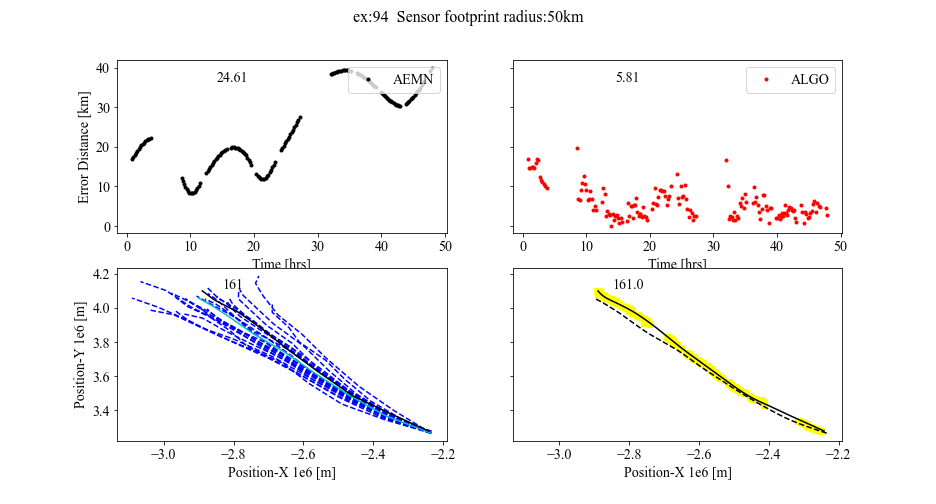 ex:94  Sensor footprint radius:50km
24.61
AEMN
40
30
20
10
0
Error Distance [km]
0 10 20 30 40 50
Time [hrs]
5.81
ALGO
0 10 20 30 40 50
Time [hrs]
161
4.2
4.0
3.8
3.6
3.4
Position-Y 1e6 [m]
−3.0 −2.8 −2.6 −2.4 −2.2
Position-X 1e6 [m]
161.0
−3.0 −2.8 −2.6 −2.4 −2.2
Position-X 1e6 [m]